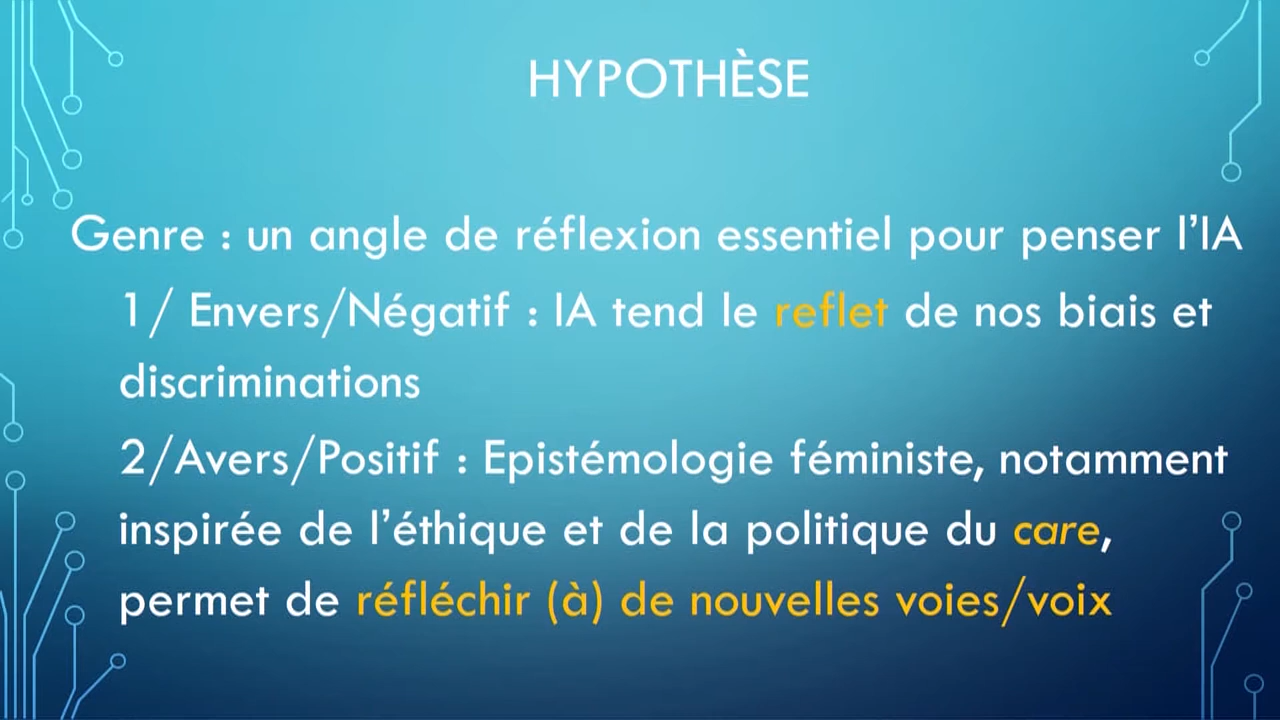 HYPOTHÈSE
Genre : un angle de réflexion essentiel pour penser l’IA
1/ Envers/Négatif : IA tend le reflet de nos biais et
discriminations
2/Avers/Positif : Epistémologie féministe, notamment
inspirée de l’éthique et de la politique du care,
permet de réfléchir (à) de nouvelles voies/voix